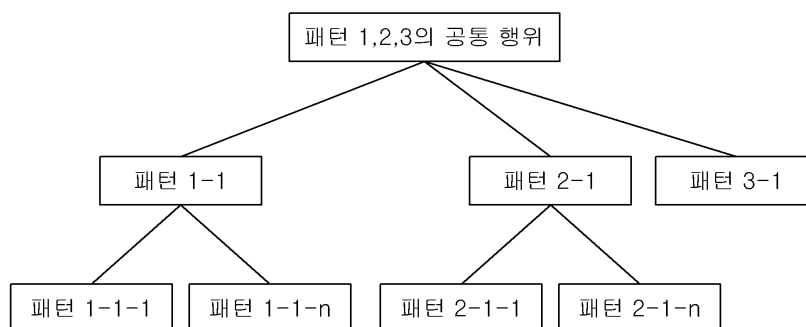 패턴 1,2,3의 공통 행위
패턴 1-1
패턴 2-1
패턴 3-1
패턴 1-1-1
패턴 1-1-n
패턴 2-1-1
패턴 2-1-n